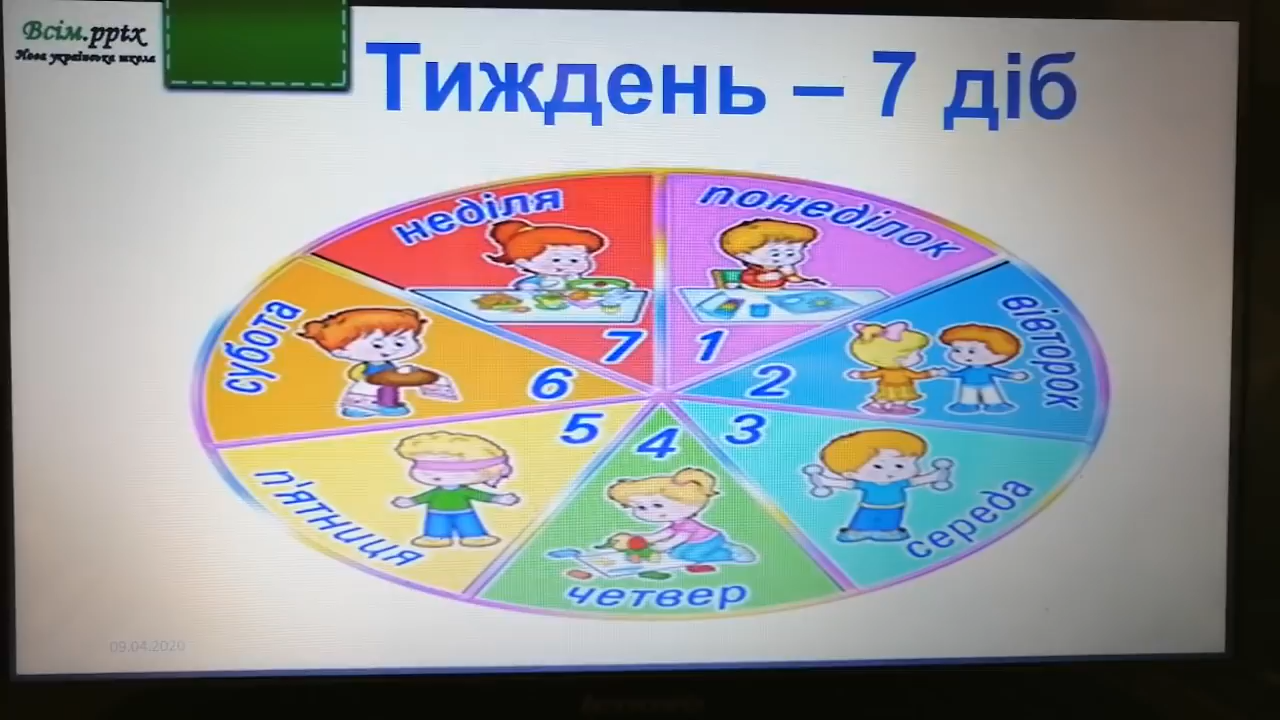 Всім.pptx
Нова українська школа
Тиждень – 7 діб
неділя
понеділок
субота
вівторок
7
1
6
2
5
4
3
п'ятниця
середа
четвер
09.04.2020